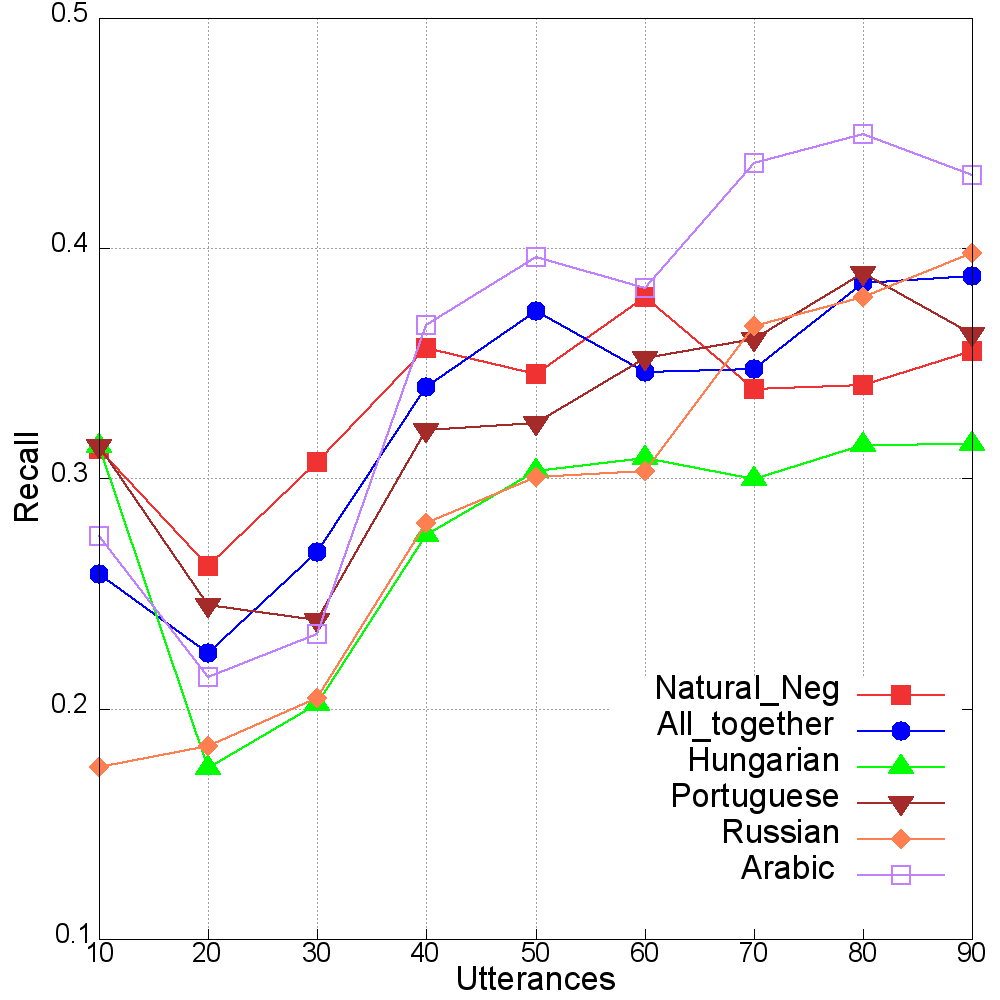 0.5
0.4
0.3
0.2
0.1
Recall
Natural_Neg
All_together
Hungarian
Portuguese
Russian
Arabic
10 20 30 40 50 60 70 80 90
Utterances